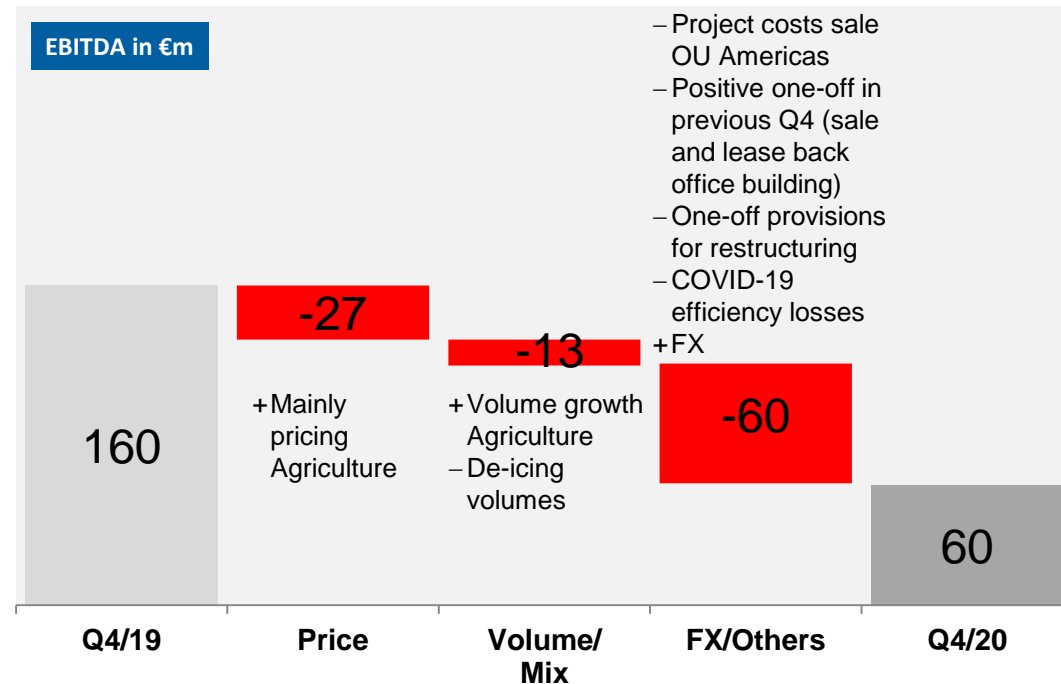 EBITDA in €m
– Project costs sale
OU Americas
– Positive one-off in
previous Q4 (sale
and lease back
office building)
– One-off provisions
for restructuring
– COVID-19
efficiency losses
+ FX
160
-27
+ Mainly
pricing
Agriculture
-13
+ Volume growth
Agriculture
– De-icing
volumes
-60
60
Q4/19
Price
Volume/
Mix
FX/Others
Q4/20